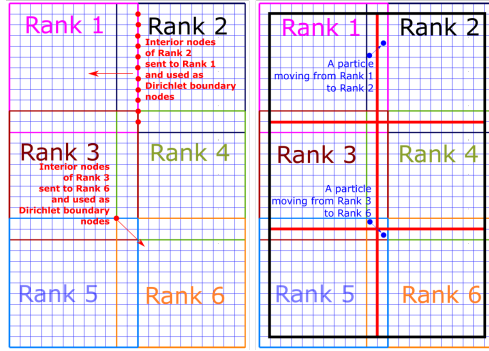 Rank 1
Rank 2
Interior nodes
of Rank 2
sent to Rank 1
and used as
Dirichlet boundary
nodes
Rank 3
Rank 4
Interior nodes
of Rank 3
sent to Rank 6
and used as
Dirichlet boundary
nodes
Rank 5
Rank 6
Rank 1
Rank 2
A particle
moving from Rank 1
to Rank 2
Rank 3
Rank 4
A particle
moving from Rank 3
to Rank 6
Rank 5
Rank 6